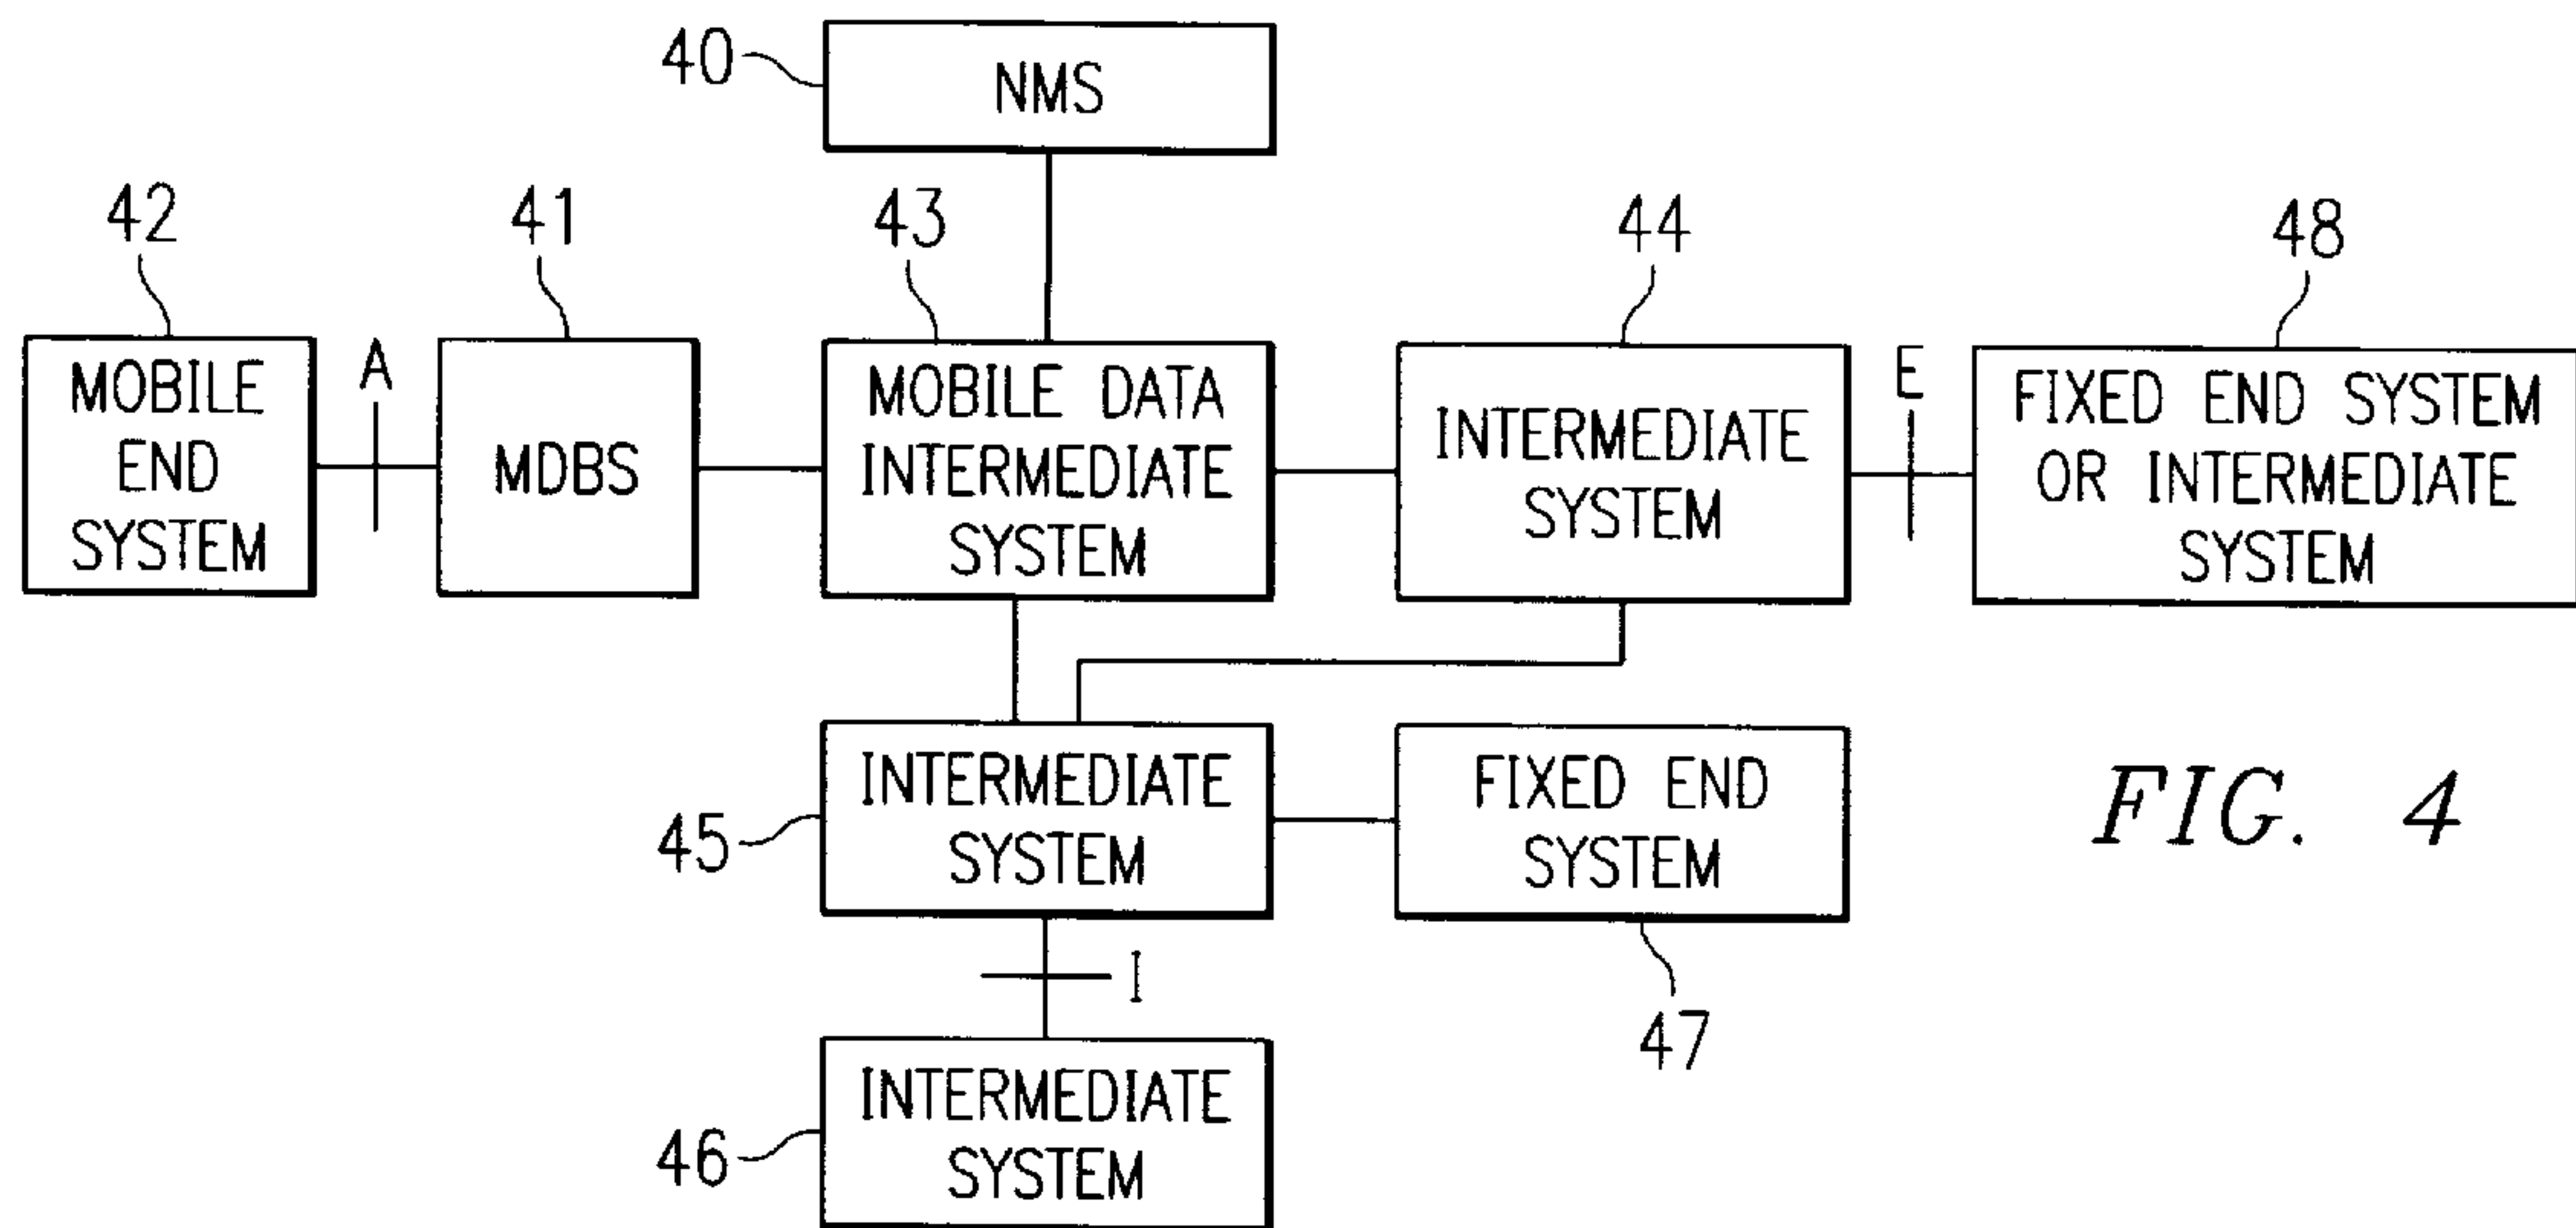 40
NMS
42
41
43
44
48
MOBILE
END
SYSTEM
A
MDBS
MOBILE DATA
INTERMEDIATE
SYSTEM
INTERMEDIATE
SYSTEM
E
FIXED END SYSTEM
OR INTERMEDIATE
SYSTEM
45
INTERMEDIATE
SYSTEM
FIXED END
SYSTEM
FIG. 4
I
47
46
INTERMEDIATE
SYSTEM